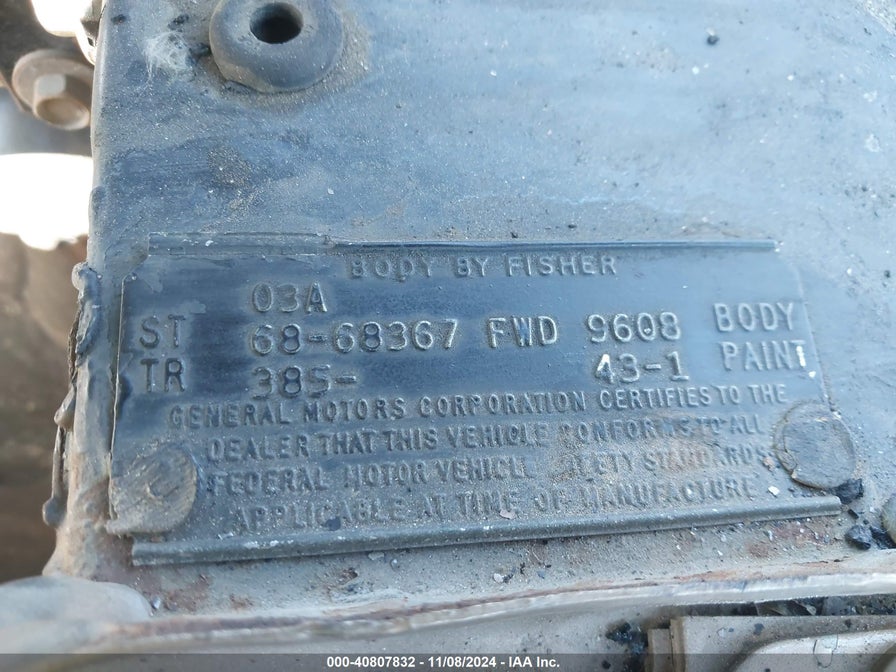 BODY BY FISHER
03A
ST 68-68367 FWD 9608 BODY
TR 385- 43-1 PAINT
GENERAL MOTORS CORPORATION CERTIFIES TO THE
DEALER THAT THIS VEHICLE CONFORMS TO ALL
FEDERAL MOTOR VEHICLE SAFETY STANDARDS
APPLICABLE AT TIME OF MANUFACTURE
000-40807832 - 11/08/2024 - IAA Inc.